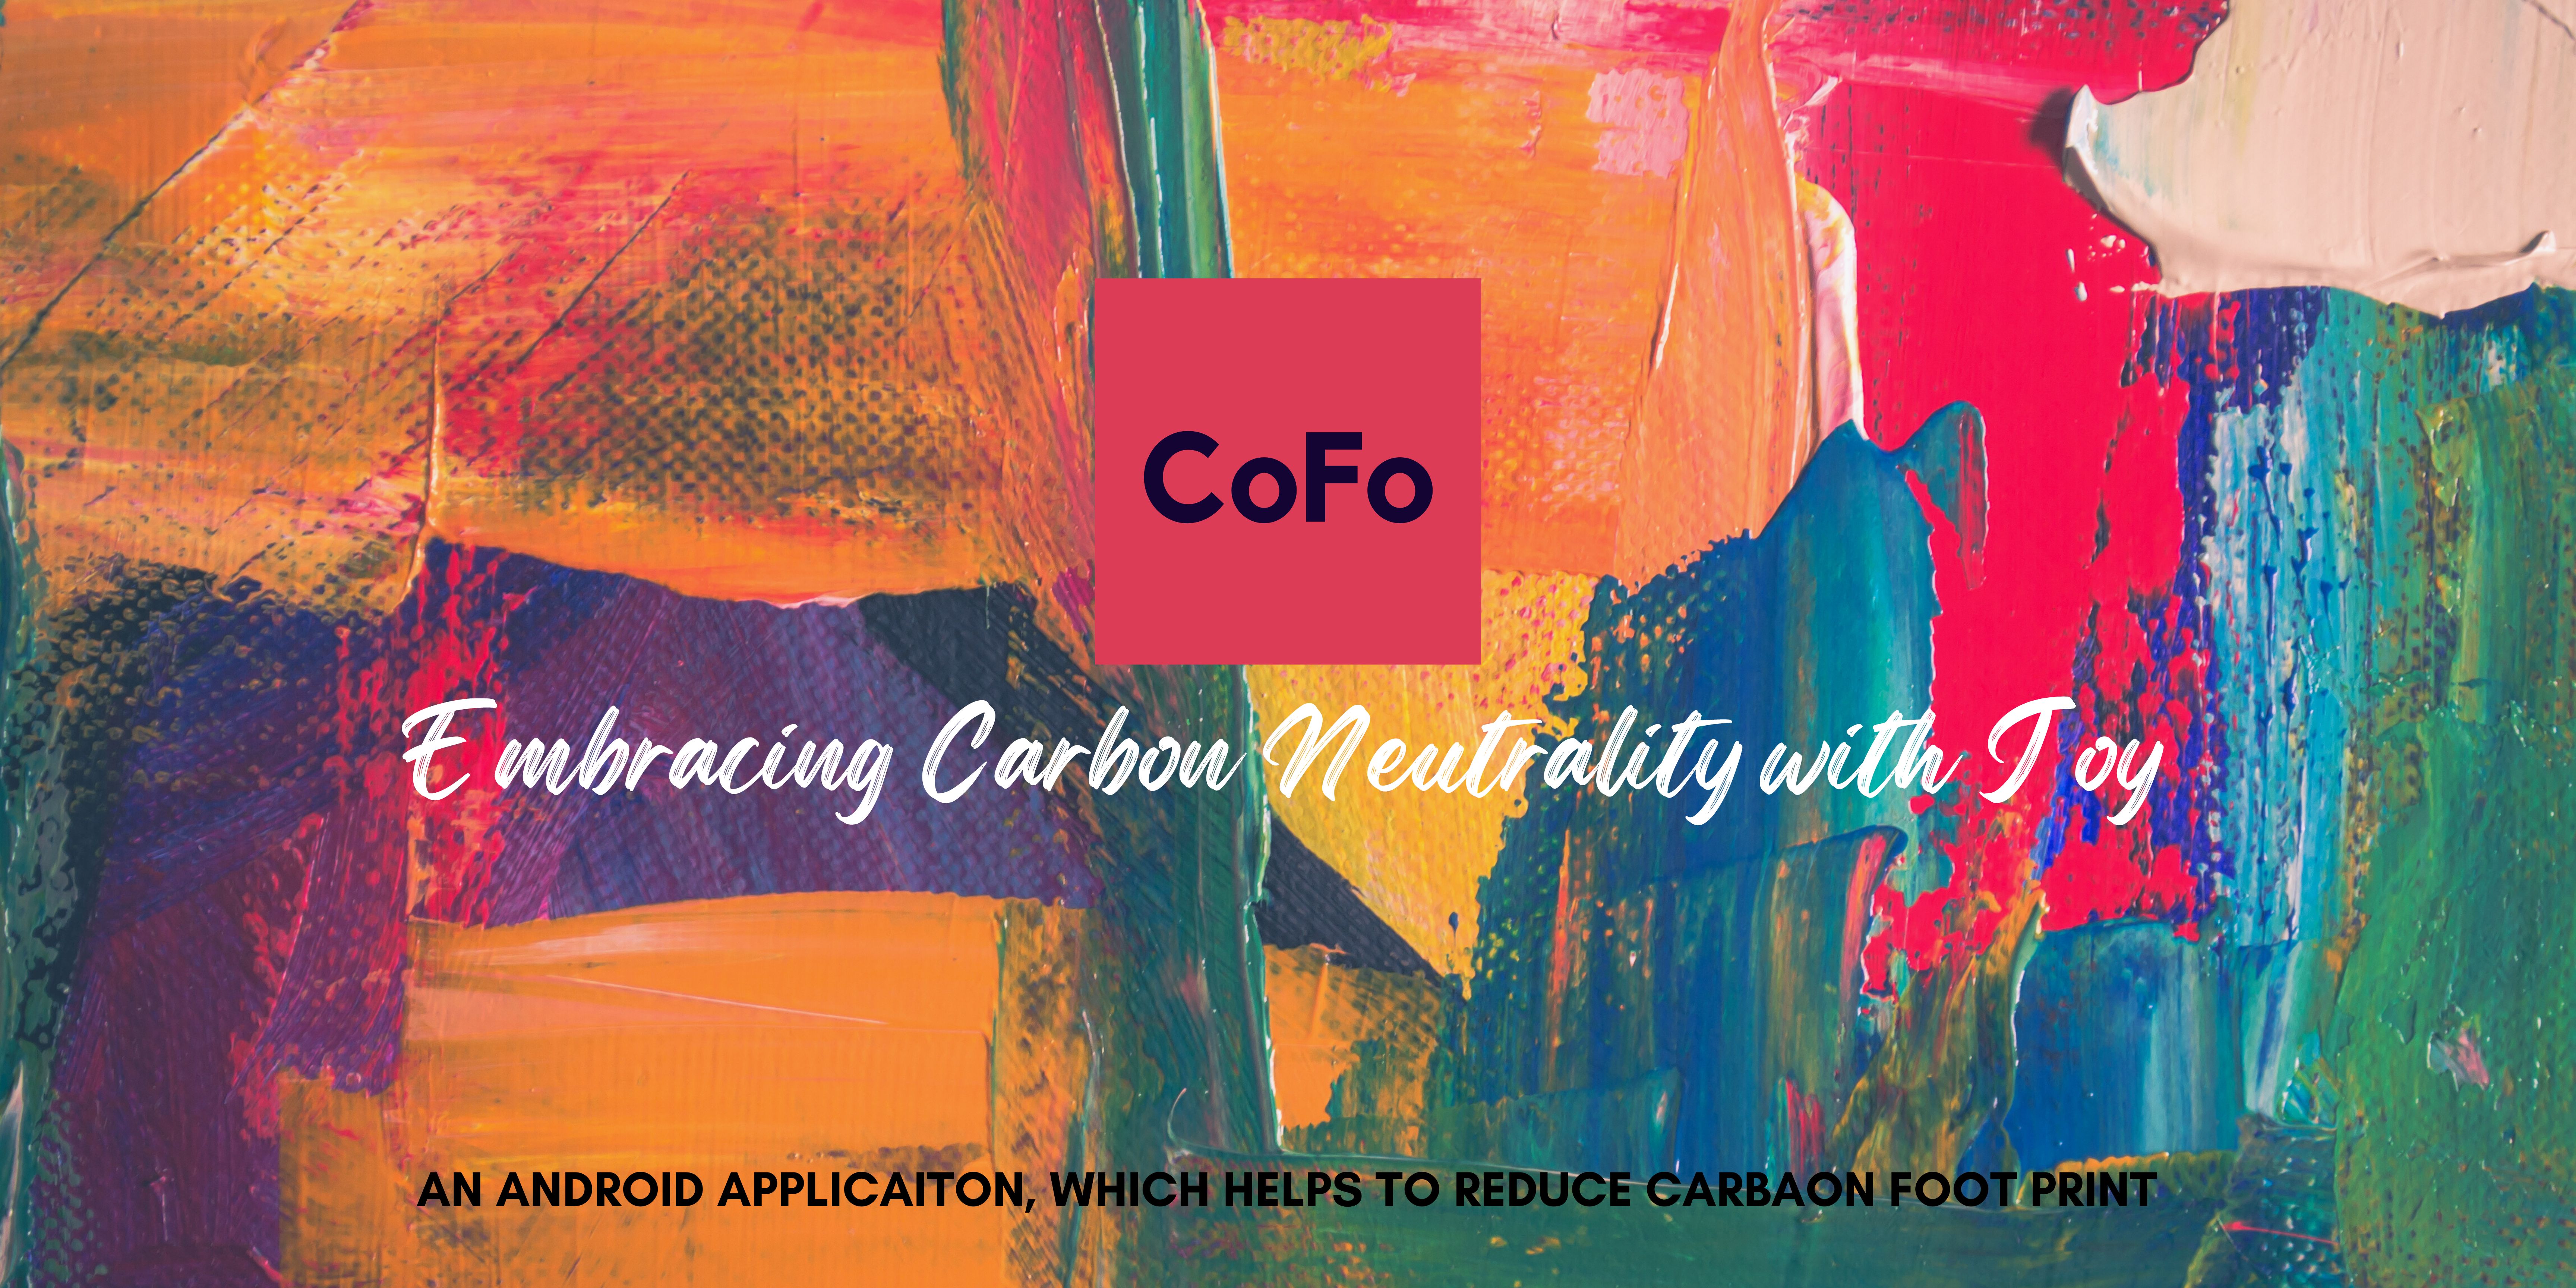 CoFo
Embracing Carbon Neutrality with Joy
AN ANDROID APPLICAITON, WHICH HELPS TO REDUCE CARBAON FOOT PRINT